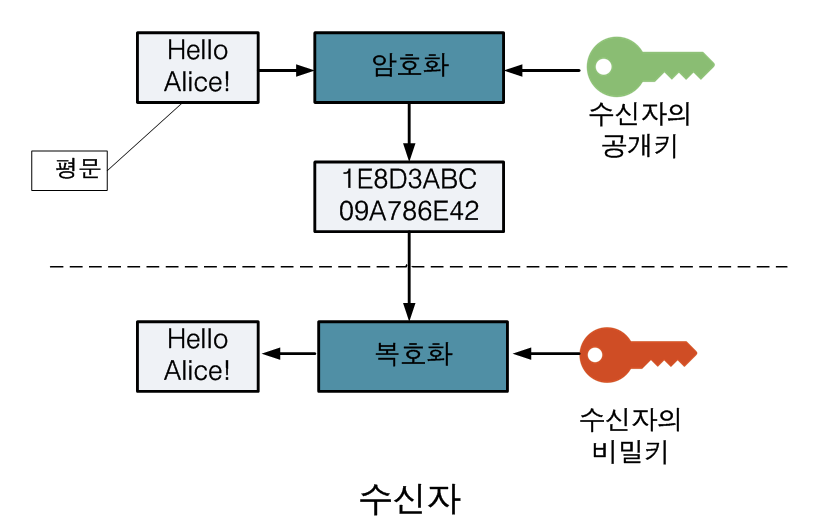 Hello
Alice!
암호화
수신자의
공개키
평문
1E8D3ABC
09A786E42
Hello
Alice!
복호화
수신자의
비밀키
수신자